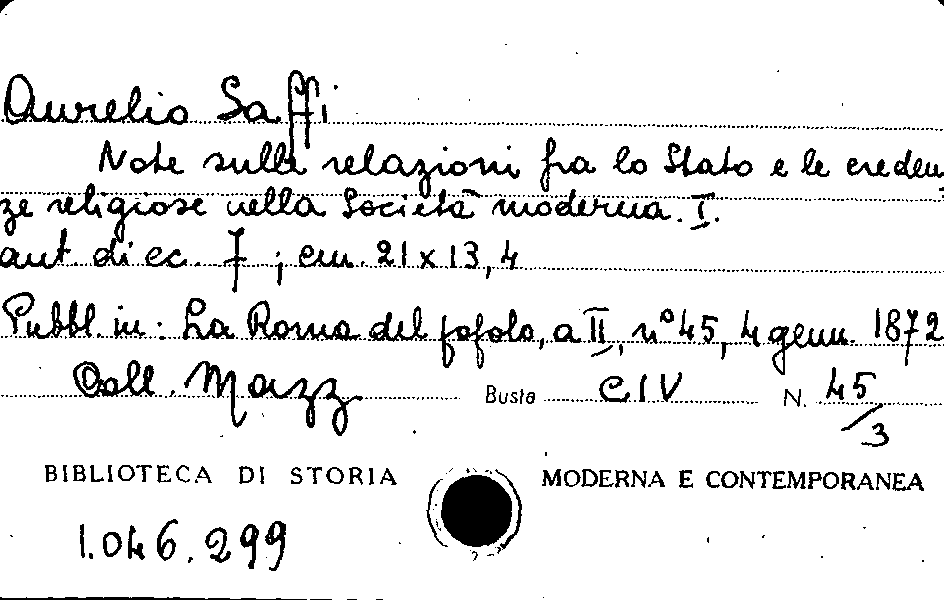 Aurelio Saffi
Note sulle relazioni fra lo Stato e le creden
ze religiose nella Società moderna. I.
aut. di cc. 7 ; cm. 21 x 13,4
Pubbl. in: La Roma del popolo, a II, n° 45, 4 genn. 1872
Coll. Mazz. Busta CIV N. 45/3
BIBLIOTECA DI STORIA MODERNA E CONTEMPORANEA
1.046.299